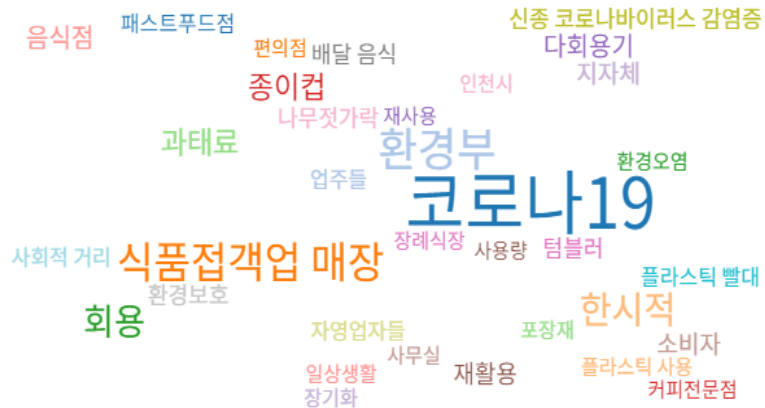 신종 코로나바이러스 감염증
패스트푸드점
음식점
다회용기
편의점
배달 음식
지자체
종이컵
인천시
나무젓가락
재사용
과태료
환경부
환경오염
업주들
코로나19
장례식장
사용량
텀블러
사회적 거리
식품접객업 매장
플라스틱 빨대
환경보호
한시적
회용
자영업자들
포장재
소비자
사무실
플라스틱 사용
일상생활
재활용
커피전문점
장기화